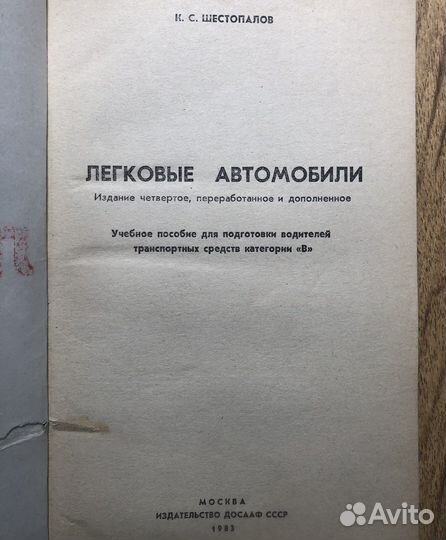 К. С. ШЕСТОПАЛОВ
ЛЕГКОВЫЕ АВТОМОБИЛИ
Издание четвертое, переработанное и дополненное
Учебное пособие для подготовки водителей
транспортных средств категории «В»
МОСКВА
ИЗДАТЕЛЬСТВО ДОСААФ СССР
1983
Avito